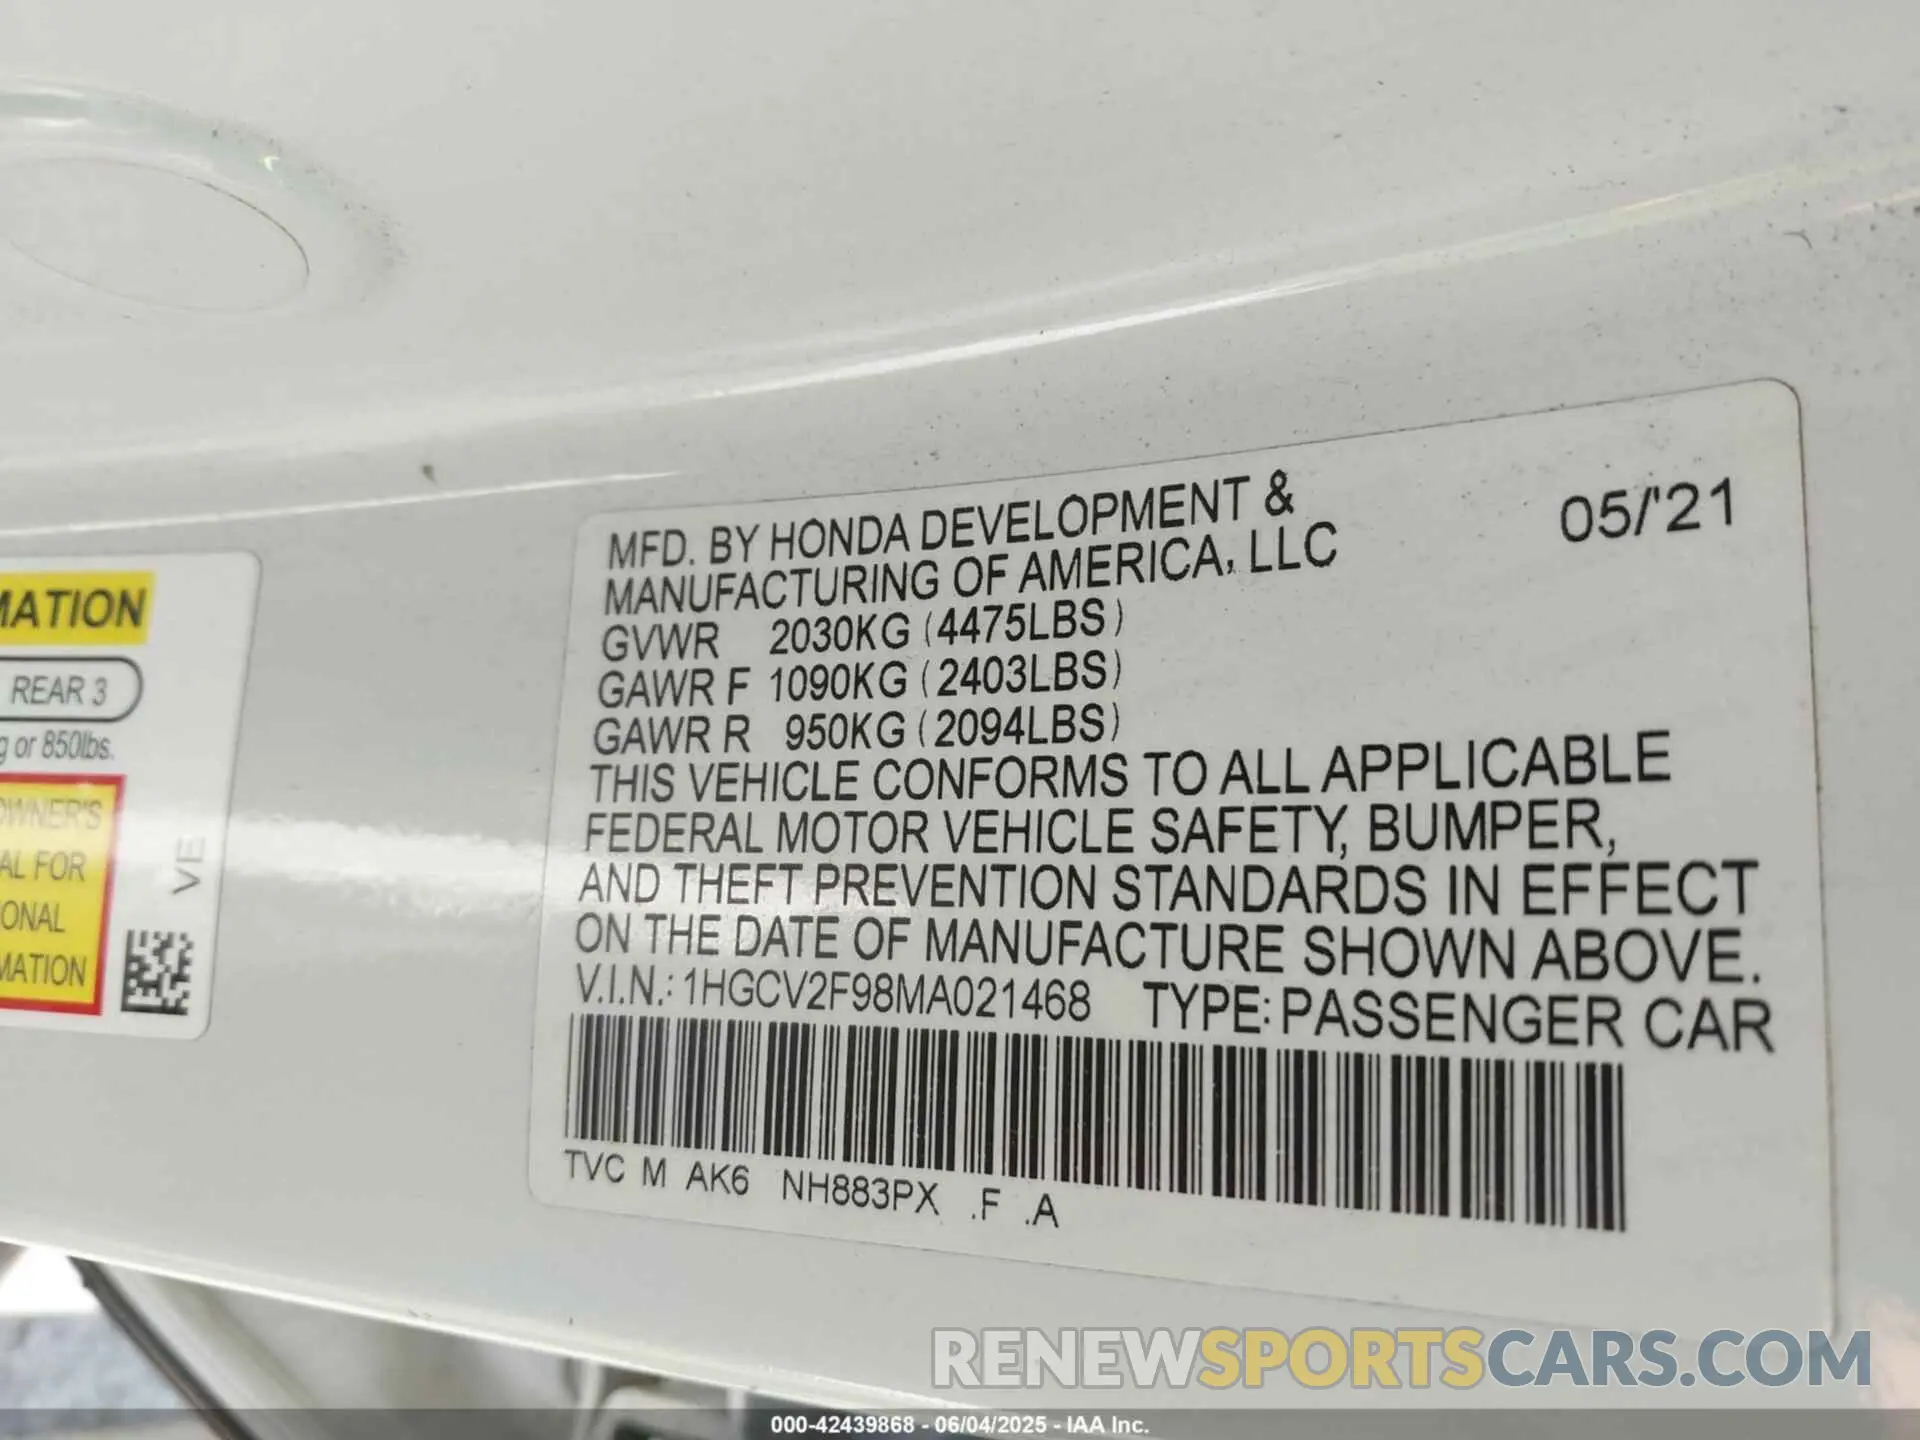 MATION
REAR 3
g or 850lbs.
OWNER'S
AL FOR
IONAL
MATION
VE
MFD. BY HONDA DEVELOPMENT &
MANUFACTURING OF AMERICA, LLC
05/'21
GVWR 2030KG (4475LBS)
GAWR F 1090KG (2403LBS)
GAWR R 950KG (2094LBS)
THIS VEHICLE CONFORMS TO ALL APPLICABLE
FEDERAL MOTOR VEHICLE SAFETY, BUMPER,
AND THEFT PREVENTION STANDARDS IN EFFECT
ON THE DATE OF MANUFACTURE SHOWN ABOVE.
V.I.N.: 1HGCV2F98MA021468 TYPE: PASSENGER CAR
TVC M AK6 NH883PX .F .A
RENEWSPORTSCARS.COM
000-42439868 - 06/04/2025 - IAA Inc.